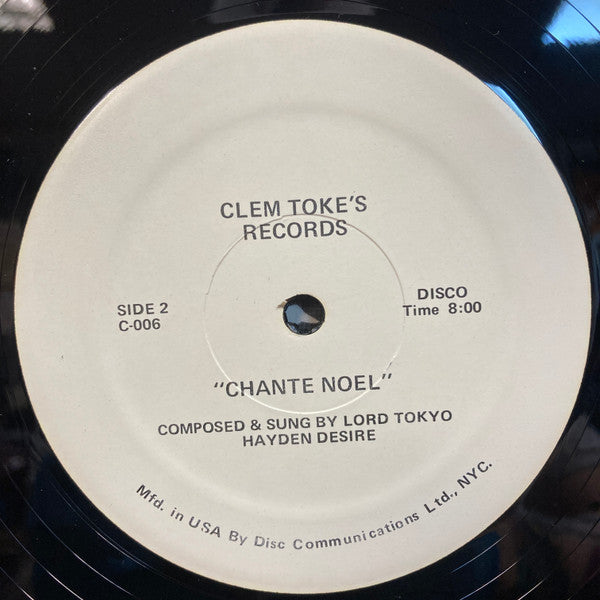 CLEM TOKE'S
RECORDS
SIDE 2
C-006
DISCO
Time 8:00
"CHANTE NOEL"
COMPOSED & SUNG BY LORD TOKYO
HAYDEN DESIRE
Mfd. in USA By Disc Communications Ltd., NYC.